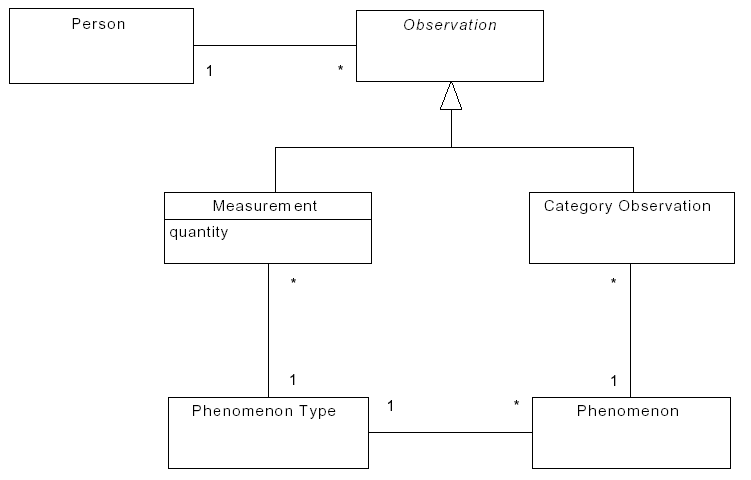 Person
Observation
1
*
Measurement
quantity
Category Observation
*
*
1
1
Phenomenon Type
1
*
Phenomenon